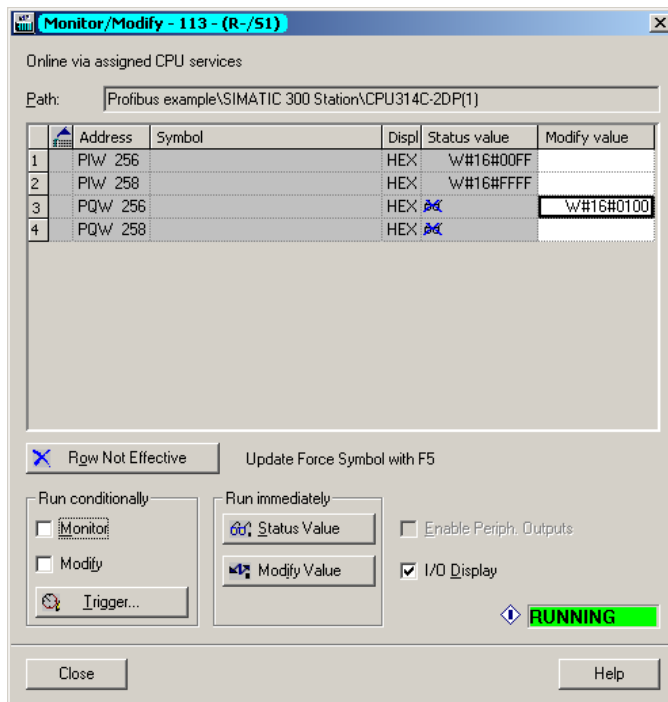 Monitor/Modify - 113 - (R-/S1)
Online via assigned CPU services
Path: Profibus example\SIMATIC 300 Station\CPU314C-2DP(1)
Address Symbol Displ Status value Modify value
1 PIW 256 HEX W#16#00FF
2 PIW 258 HEX W#16#FFFF
3 PQW 256 HEX W#16#0100
4 PQW 258 HEX
Row Not Effective Update Force Symbol with F5
Run conditionally Run immediately
Monitor Status Value Enable Periph. Outputs
Modify Modify Value I/O Display
Trigger...
RUNNING
Close Help